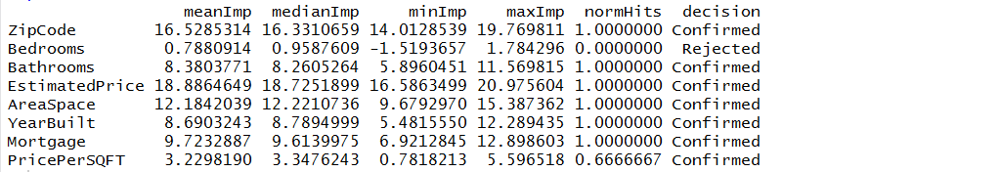 meanImp medianImp minImp maxImp normHits decision
ZipCode 16.5285314 16.3310659 14.0128539 19.769811 1.0000000 Confirmed
Bedrooms 0.7880914 0.9587609 -1.5193657 1.784296 0.0000000 Rejected
Bathrooms 8.3803771 8.2605264 5.8960451 11.569815 1.0000000 Confirmed
EstimatedPrice 18.8864649 18.7251899 16.5863499 20.975604 1.0000000 Confirmed
AreaSpace 12.1842039 12.2210736 9.6792970 15.387362 1.0000000 Confirmed
YearBuilt 8.6903243 8.7894999 5.4815550 12.289435 1.0000000 Confirmed
Mortgage 9.7232887 9.6139975 6.9212845 12.898603 1.0000000 Confirmed
PricePerSQFT 3.2298190 3.3476243 0.7818213 5.596518 0.6666667 Confirmed